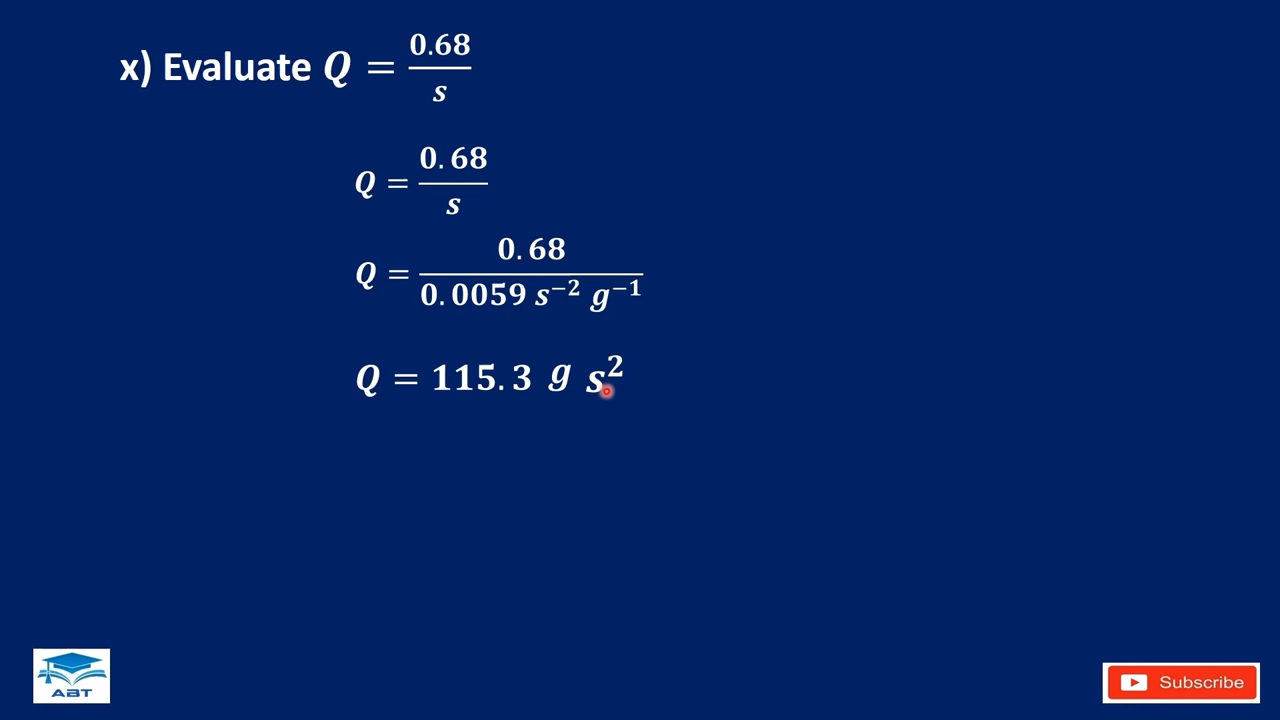 x) Evaluate Q = 0.68/s
Q = 0.68/s
Q = 0.68/(0.0059 s⁻² g⁻¹)
Q = 115.3 g s²
ABT
Subscribe